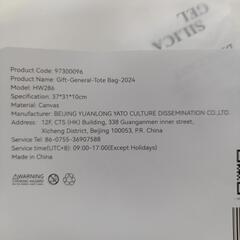 SILICA
GEL
Product Code: 97300096
Product Name: Gift-General-Tote Bag-2024
Model: HW286
Specification: 37*31*10cm
Material: Canvas
Manufacturer: BEIJING YUANLONG YATO CULTURE DISSEMINATION CO.,LTD.
Address: 12F, CTS (HK) Building, 338 Guanganmen inner street,
Xicheng District, Beijing 100053, P.R. China
Service Tel: 86-0755-36907588
Service time(UTC+8): 09:00-17:00(Except Holidays)
Made in China